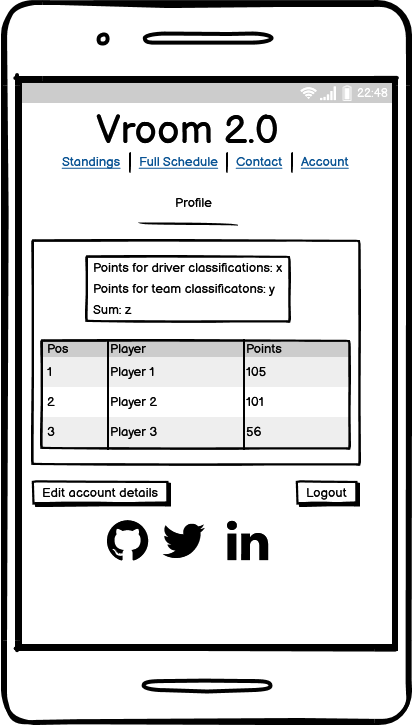 22:48
Vroom 2.0
Standings | Full Schedule | Contact | Account
Profile
Points for driver classifications: x
Points for team classificatons: y
Sum: z
Pos Player Points
1 Player 1 105
2 Player 2 101
3 Player 3 56
Edit account details Logout
in